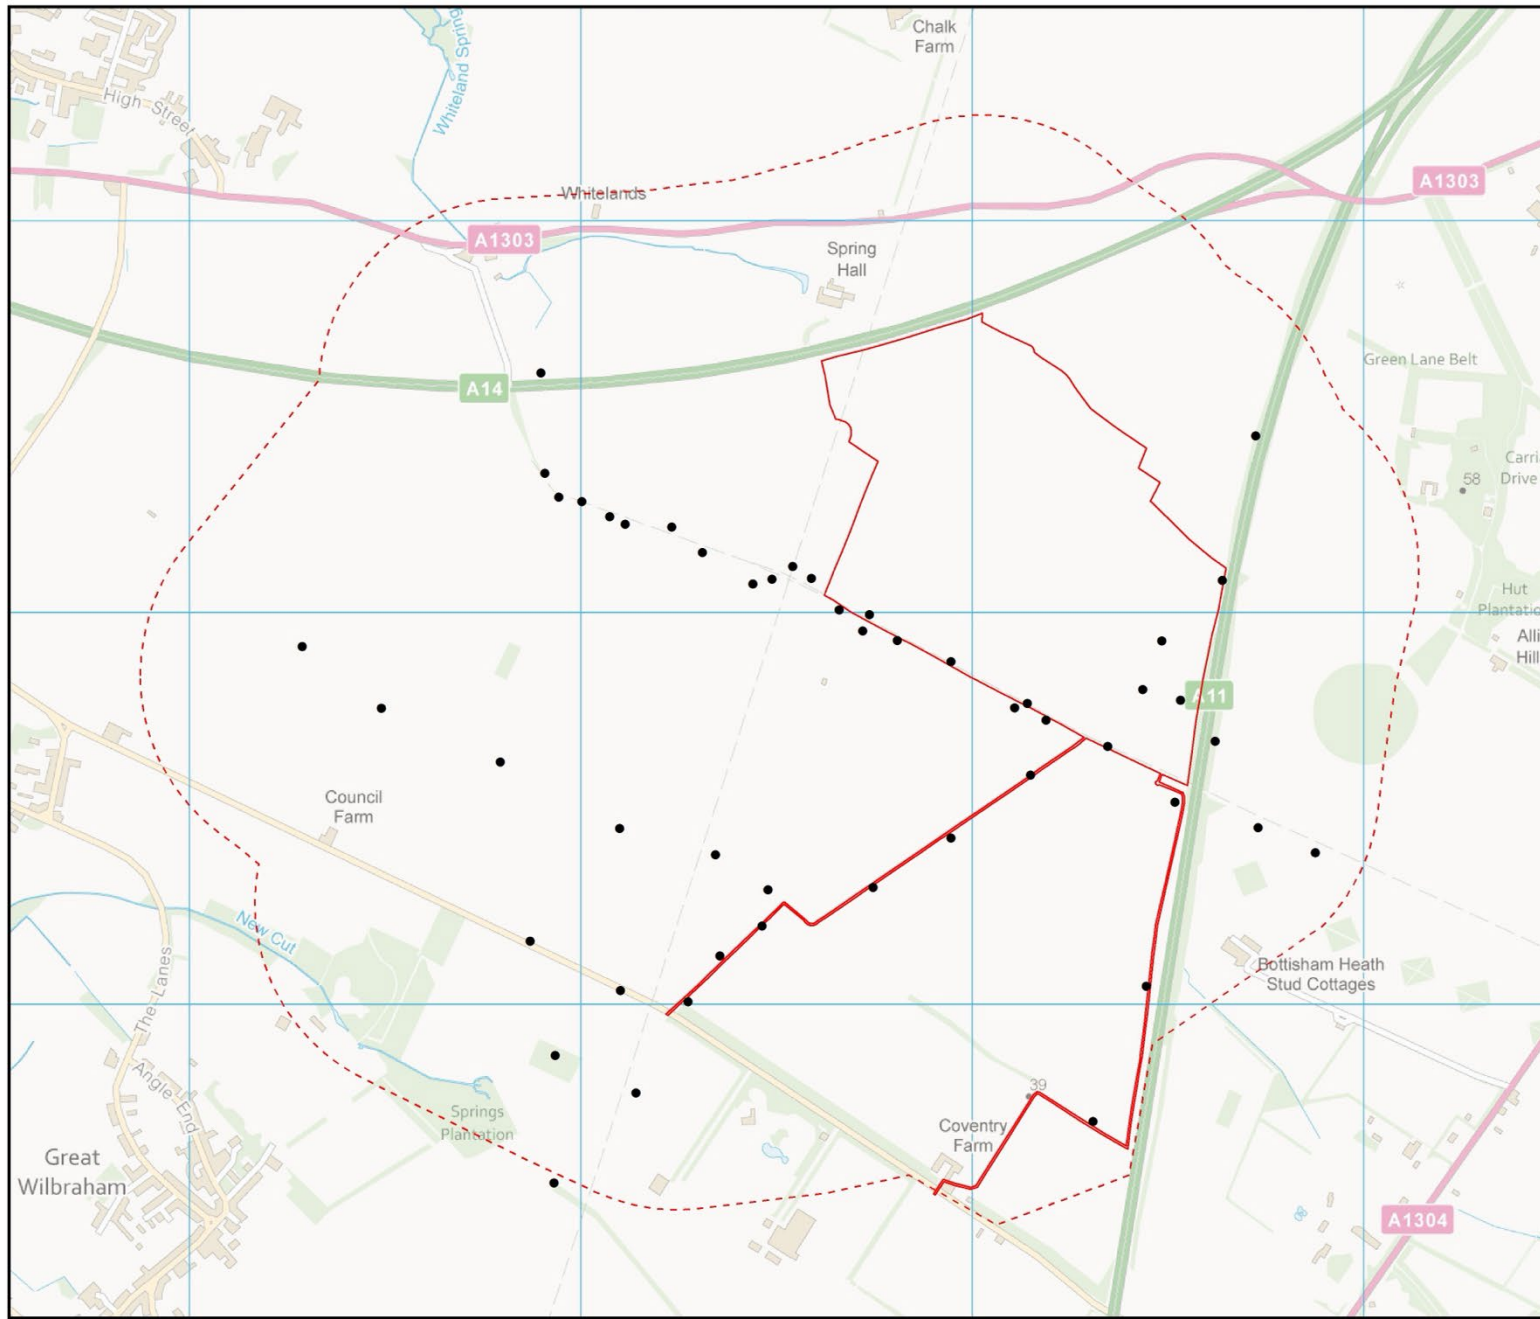 Chalk
Farm
Whiteland Spring
High Street
A1303
Whitelands
A1303
Spring
Hall
Green Lane Belt
A14
58
Drive
Hut
A11
Council
Farm
New Cut
The Lanes
Bottisham Heath
Stud Cottages
Angle End
39
Springs
Plantation
Coventry
Farm
Great
Wilbraham
A1304